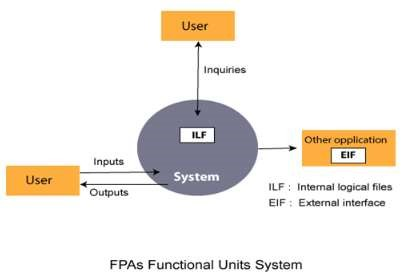 User
Inquiries
ILF
System
Inputs
Outputs
User
Other application
EIF
ILF : Internal logical files
EIF : External interface
FPAs Functional Units System